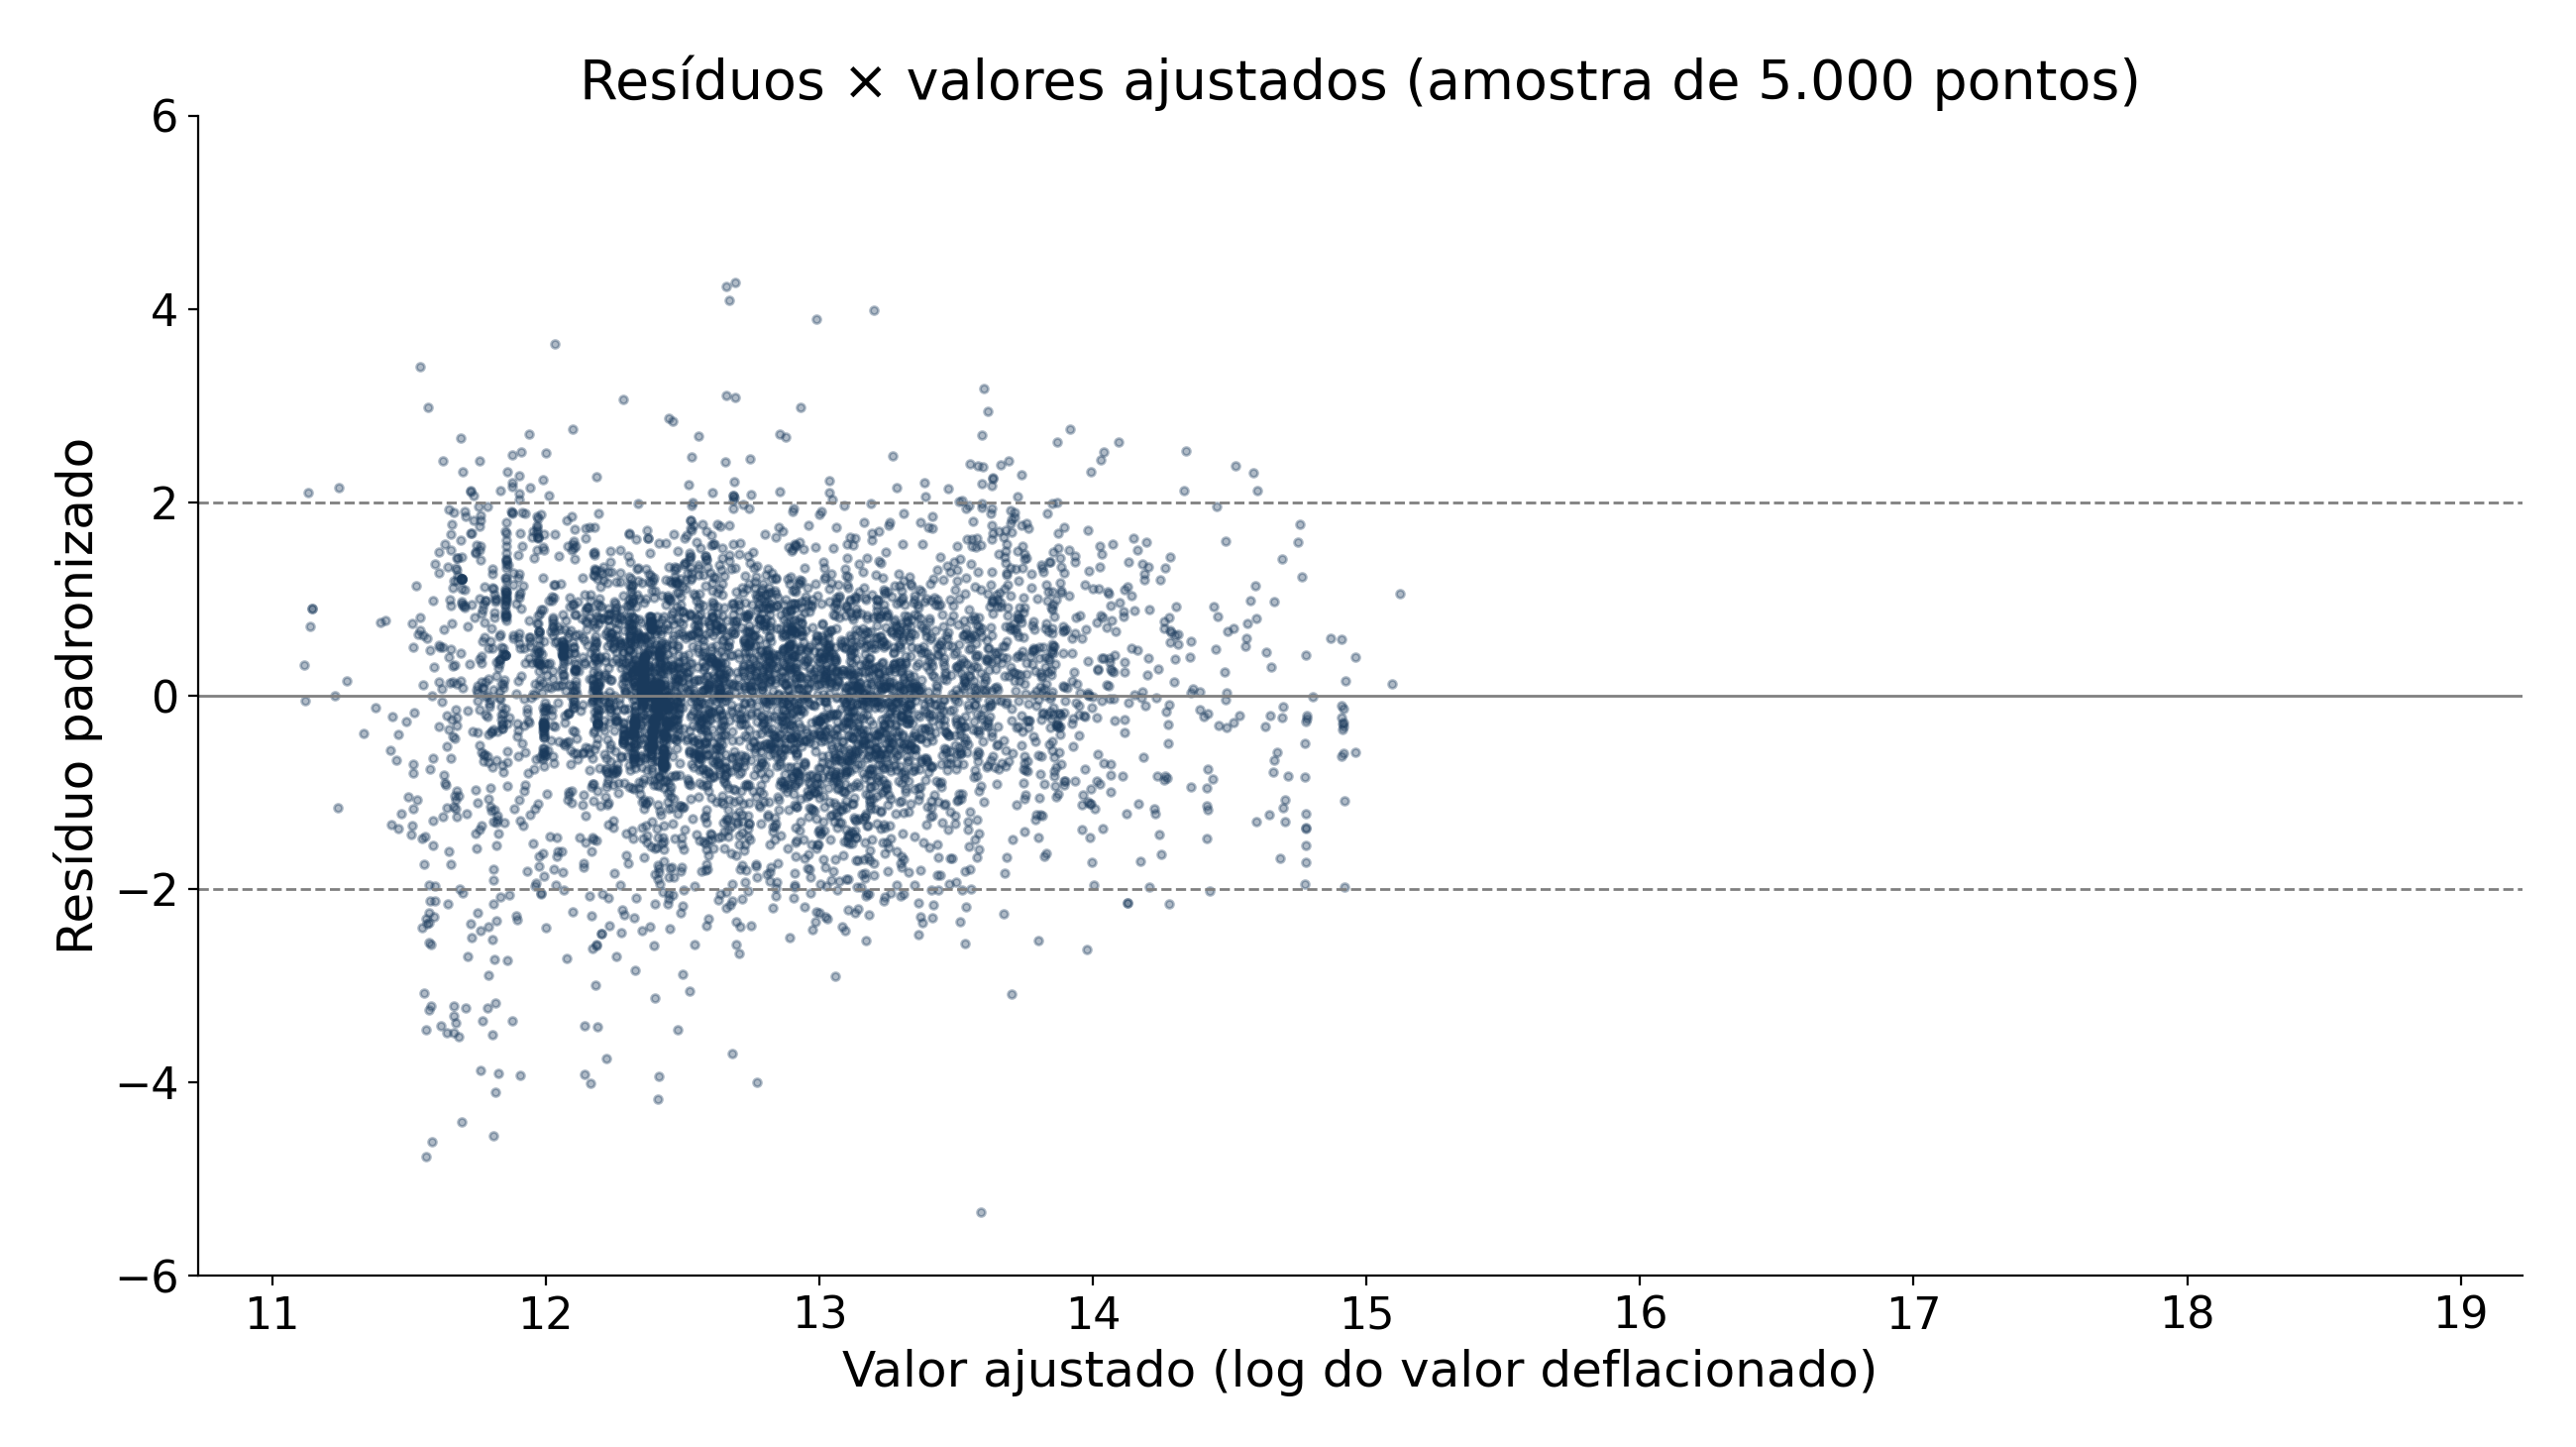 Resíduos × valores ajustados (amostra de 5.000 pontos)
6
4
2
0
−2
−4
−6
Resíduo padronizado
11 12 13 14 15 16 17 18 19
Valor ajustado (log do valor deflacionado)